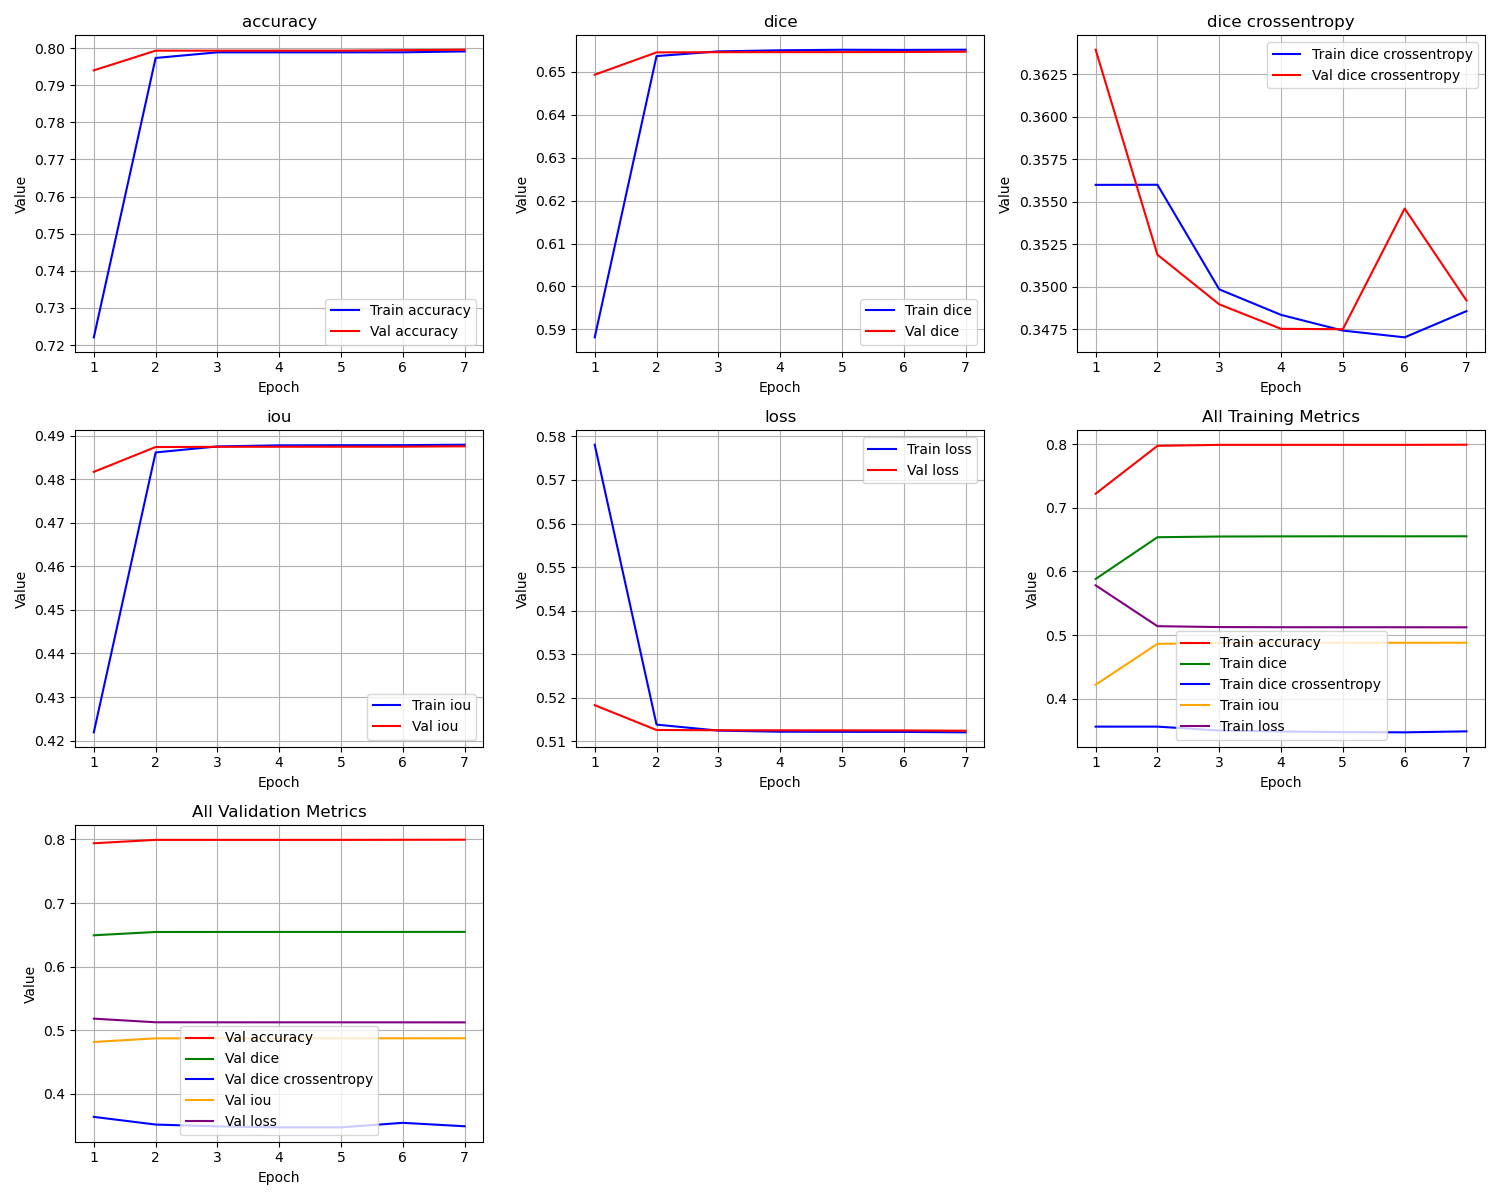 accuracy
Value
0.80
0.79
0.78
0.77
0.76
0.75
0.74
0.73
0.72
Train accuracy
Val accuracy
1 2 3 4 5 6 7
Epoch
dice
Value
0.65
0.64
0.63
0.62
0.61
0.60
0.59
Train dice
Val dice
1 2 3 4 5 6 7
Epoch
dice crossentropy
Value
0.3625
0.3600
0.3575
0.3550
0.3525
0.3500
0.3475
Train dice crossentropy
Val dice crossentropy
1 2 3 4 5 6 7
Epoch
iou
Value
0.49
0.48
0.47
0.46
0.45
0.44
0.43
0.42
Train iou
Val iou
1 2 3 4 5 6 7
Epoch
loss
Value
0.58
0.57
0.56
0.55
0.54
0.53
0.52
0.51
Train loss
Val loss
1 2 3 4 5 6 7
Epoch
All Training Metrics
Value
0.8
0.7
0.6
0.5
0.4
Train accuracy
Train dice
Train dice crossentropy
Train iou
Train loss
1 2 3 4 5 6 7
Epoch
All Validation Metrics
Value
0.8
0.7
0.6
0.5
0.4
Val accuracy
Val dice
Val dice crossentropy
Val iou
Val loss
1 2 3 4 5 6 7
Epoch